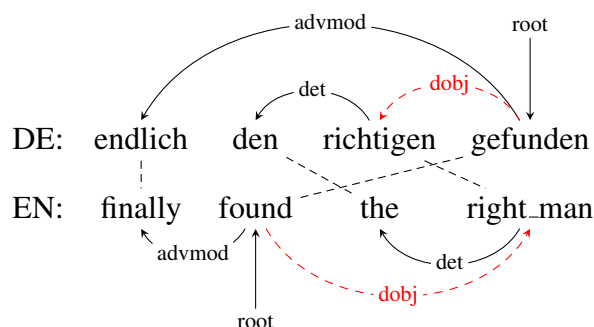 root
advmod
dobj
det
DE: endlich den richtigen gefunden
EN: finally found the right_man
advmod
det
dobj
root